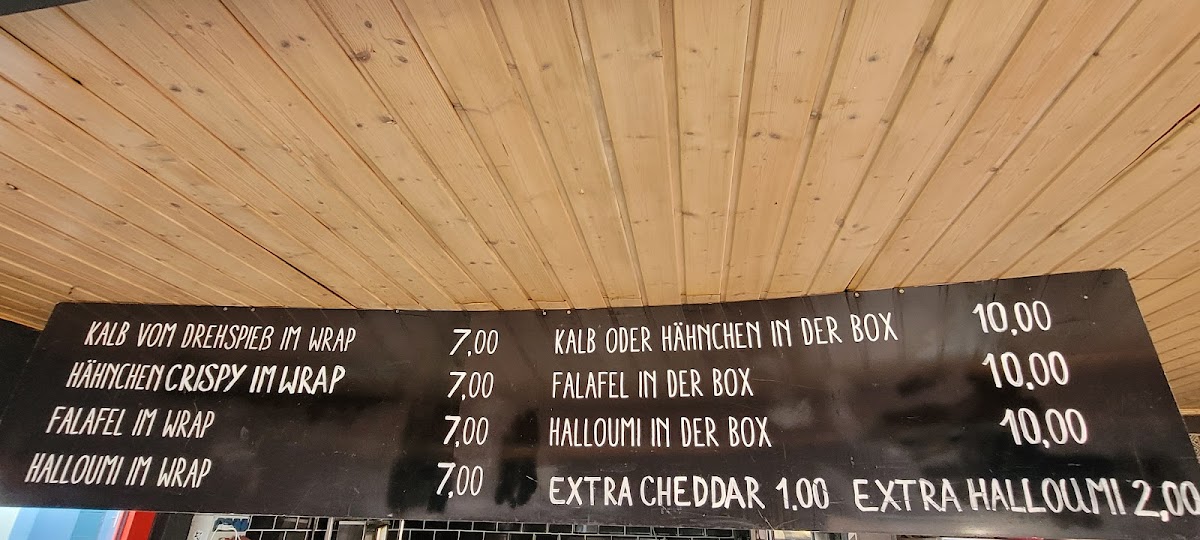 KALB VOM DREHSPIEß IM WRAP 7,00
HÄHNCHEN CRISPY IM WRAP 7,00
FALAFEL IM WRAP 7,00
HALLOUMI IM WRAP 7,00
KALB ODER HÄHNCHEN IN DER BOX 10,00
FALAFEL IN DER BOX 10,00
HALLOUMI IN DER BOX 10,00
EXTRA CHEDDAR 1.00 EXTRA HALLOUMI 2,00